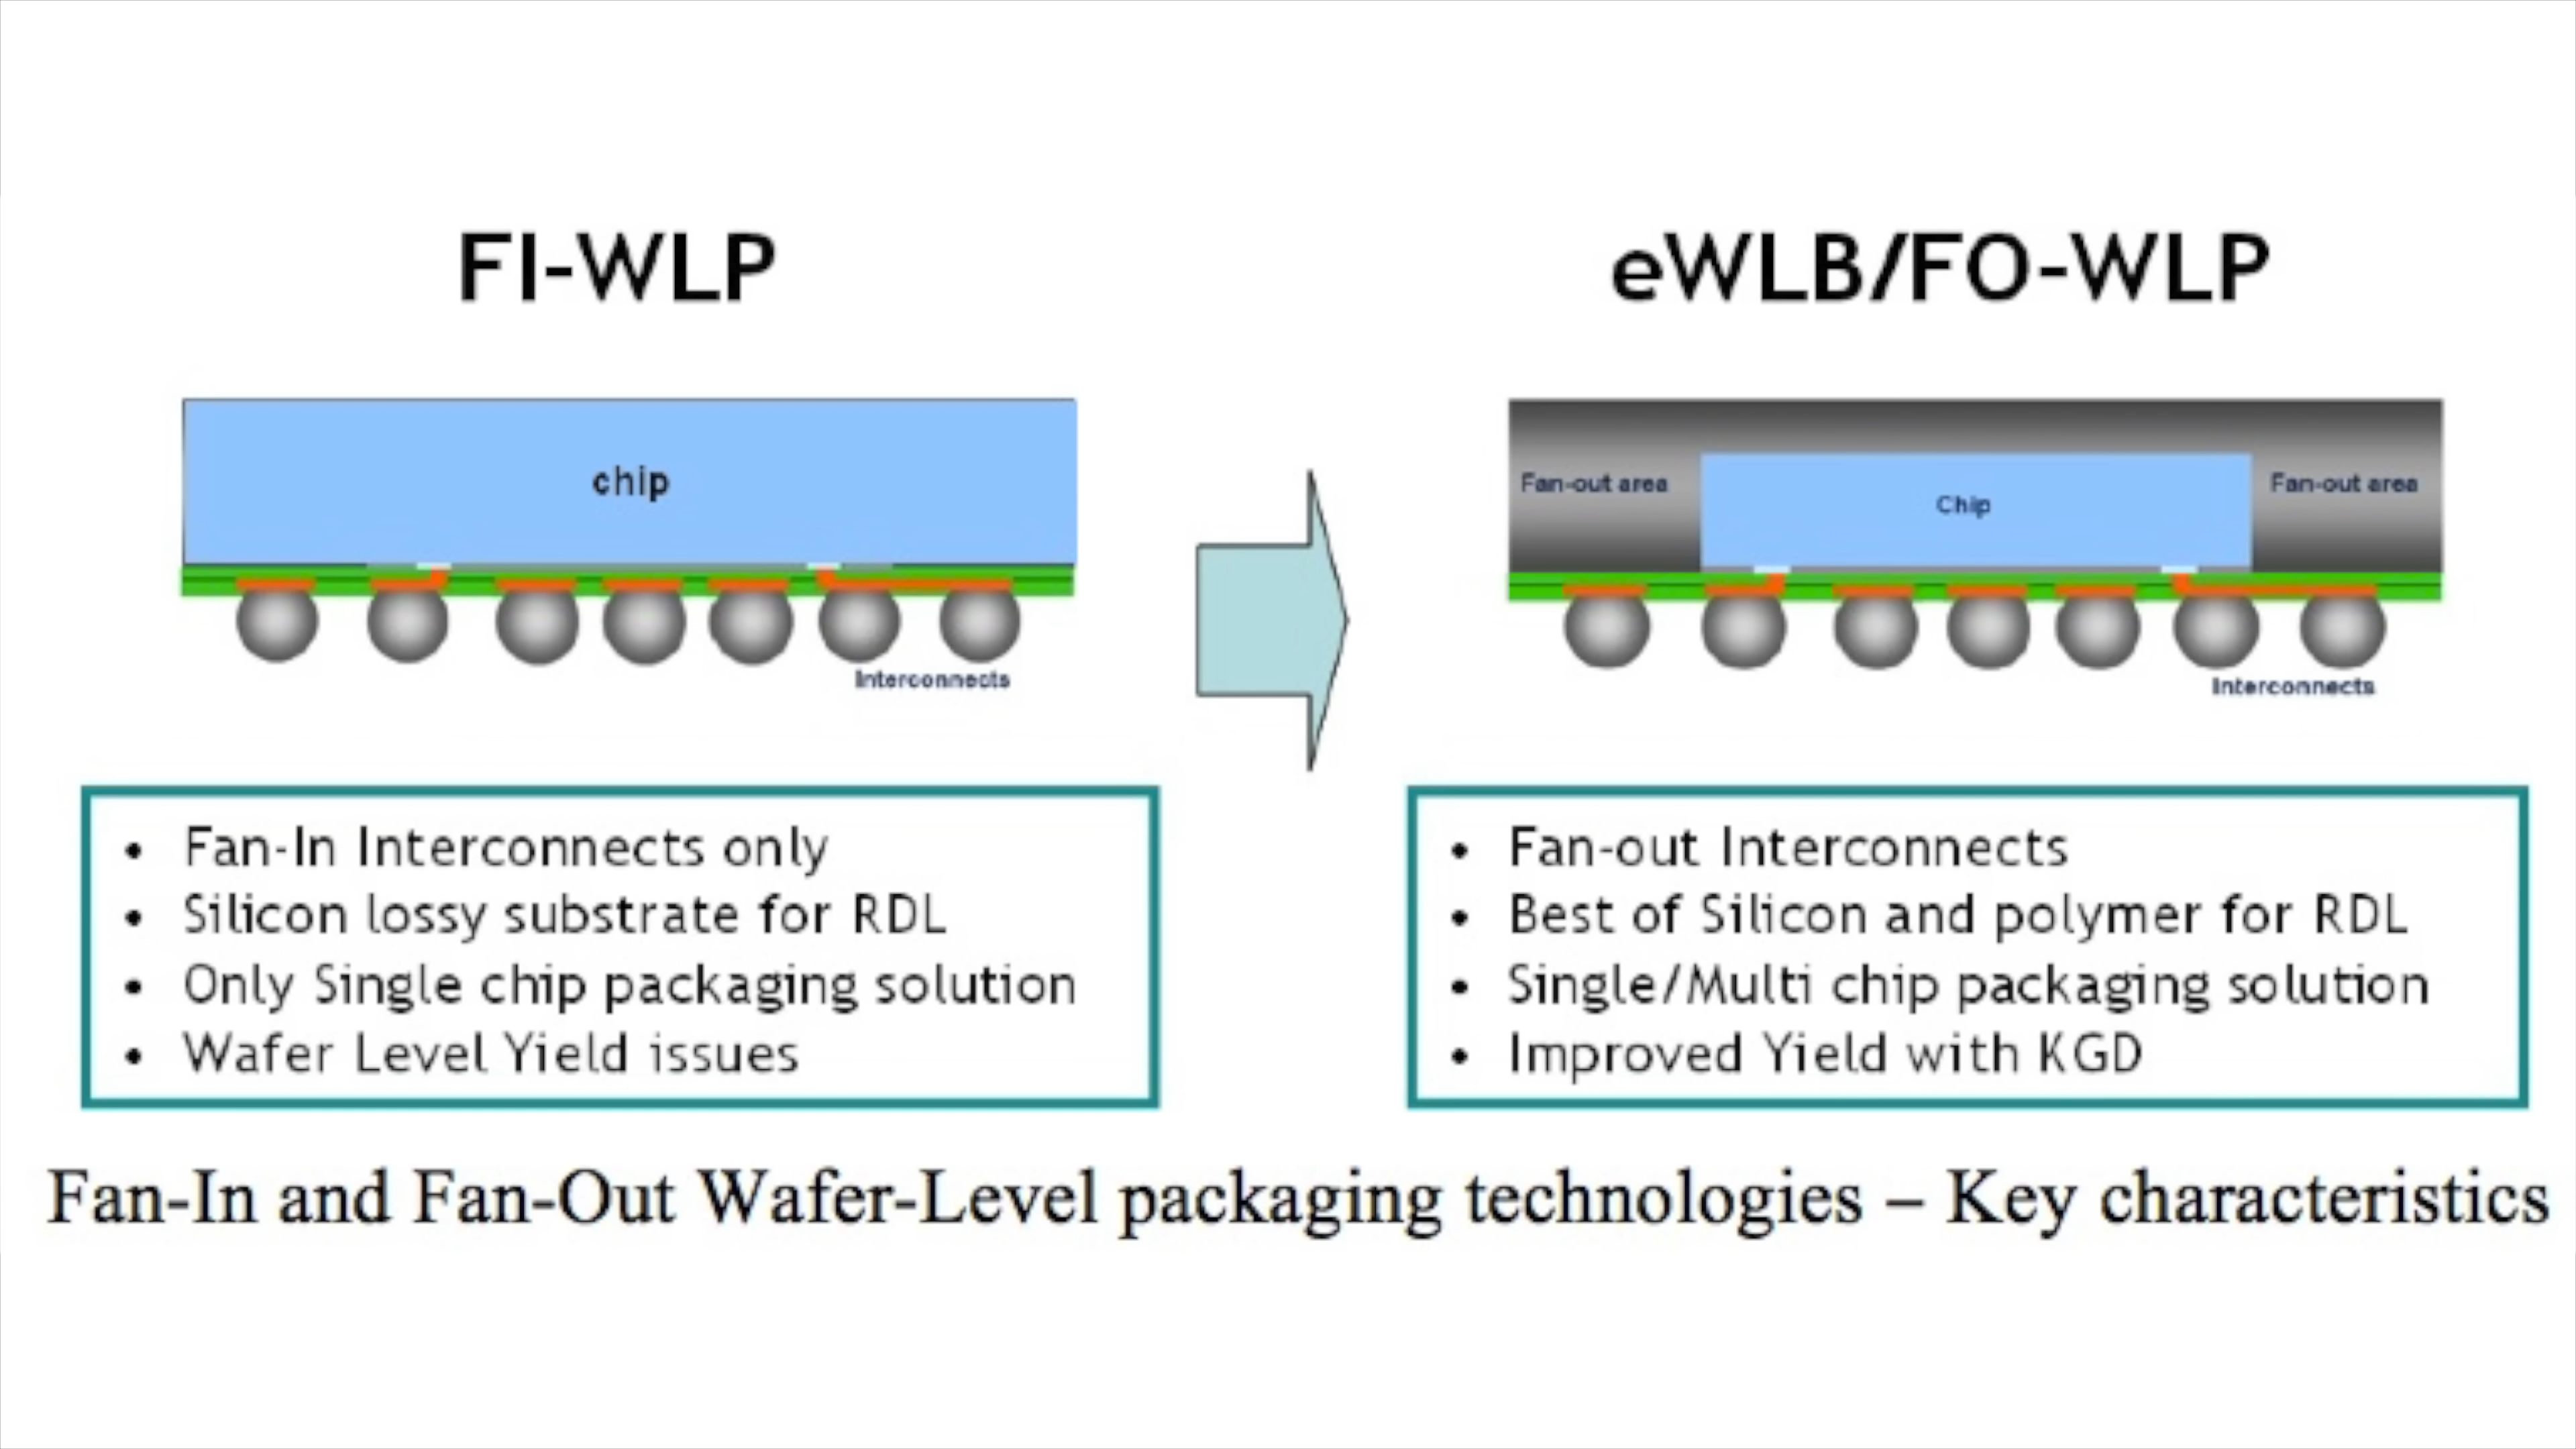 FI-WLP
eWLB/FO-WLP
chip
Interconnects
Fan-out area
Chip
Fan-out area
Interconnects
• Fan-In Interconnects only
• Silicon lossy substrate for RDL
• Only Single chip packaging solution
• Wafer Level Yield issues
• Fan-out Interconnects
• Best of Silicon and polymer for RDL
• Single/Multi chip packaging solution
• Improved Yield with KGD
Fan-In and Fan-Out Wafer-Level packaging technologies – Key characteristics